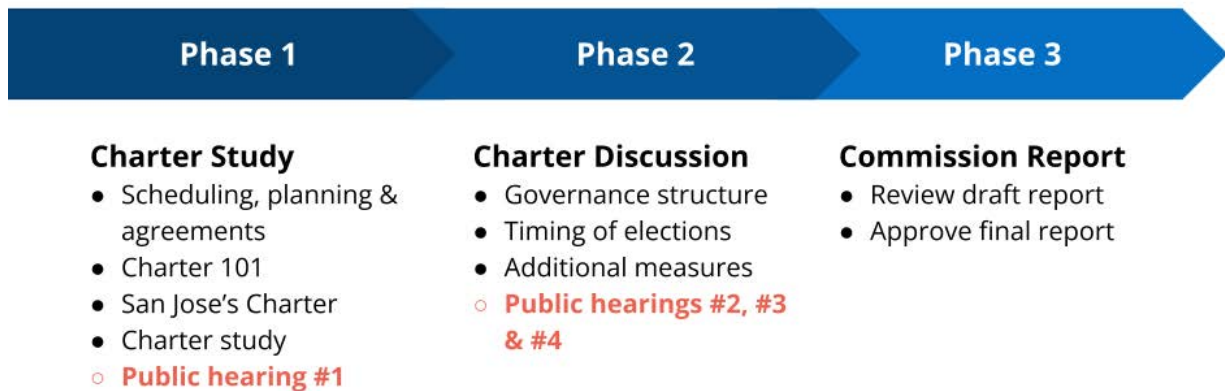 Phase 1
Phase 2
Phase 3
Charter Study
● Scheduling, planning &
agreements
● Charter 101
● San Jose’s Charter
● Charter study
○ Public hearing #1
Charter Discussion
● Governance structure
● Timing of elections
● Additional measures
○ Public hearings #2, #3
& #4
Commission Report
● Review draft report
● Approve final report